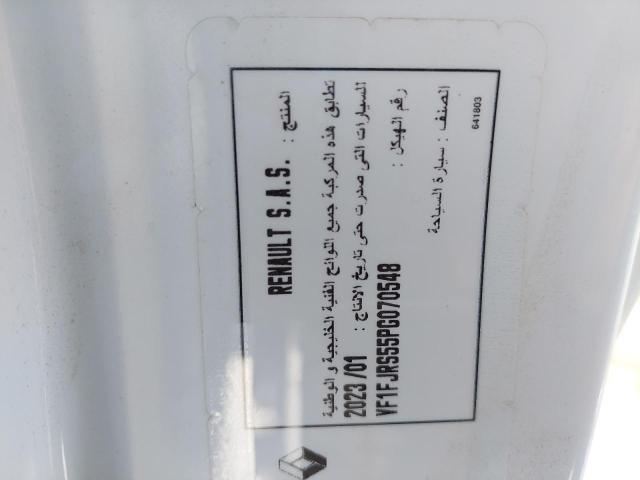 المنتج : RENAULT S.A.S.
تطابق هذه المركبة جميع اللوائح الفنية الخليجية و الوطنية
السيارات التي صدرت حتى تاريخ الانتاج : 2023 /01
رقم الهيكل : VF1FJRS55PG070548
الصنف : سيارة السياحة
641803